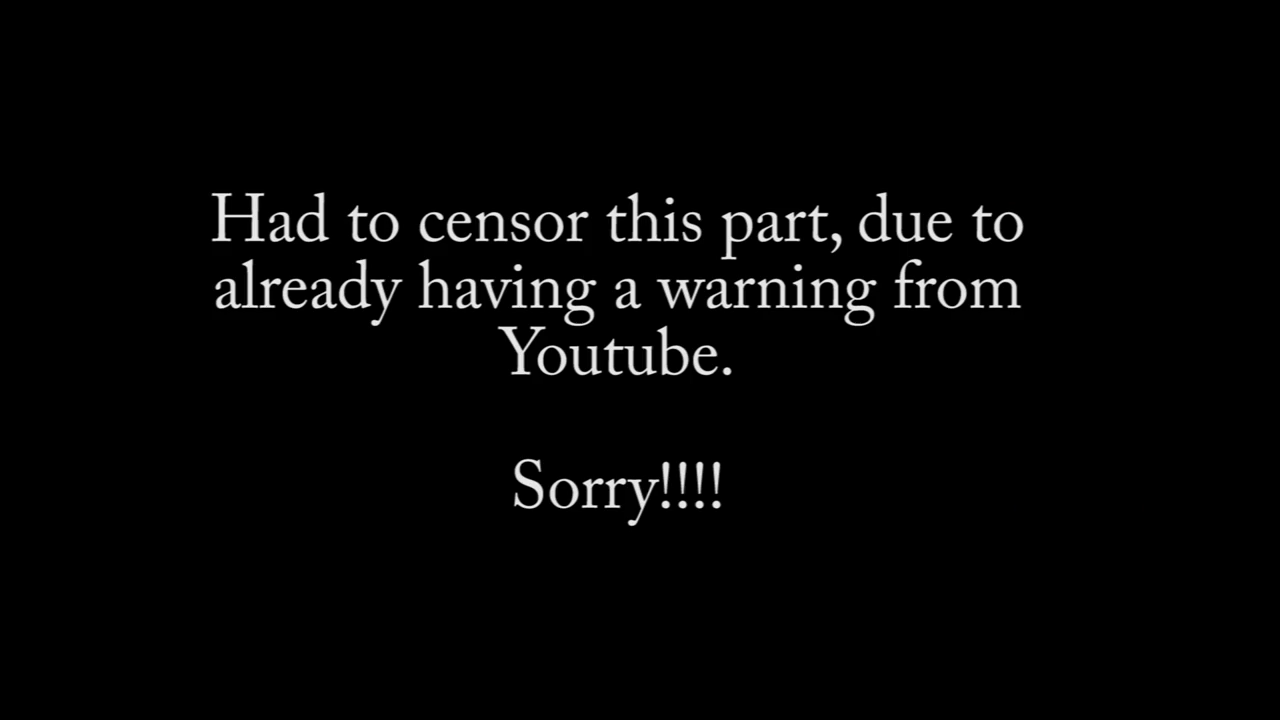 Had to censor this part, due to
already having a warning from
Youtube.
Sorry!!!!